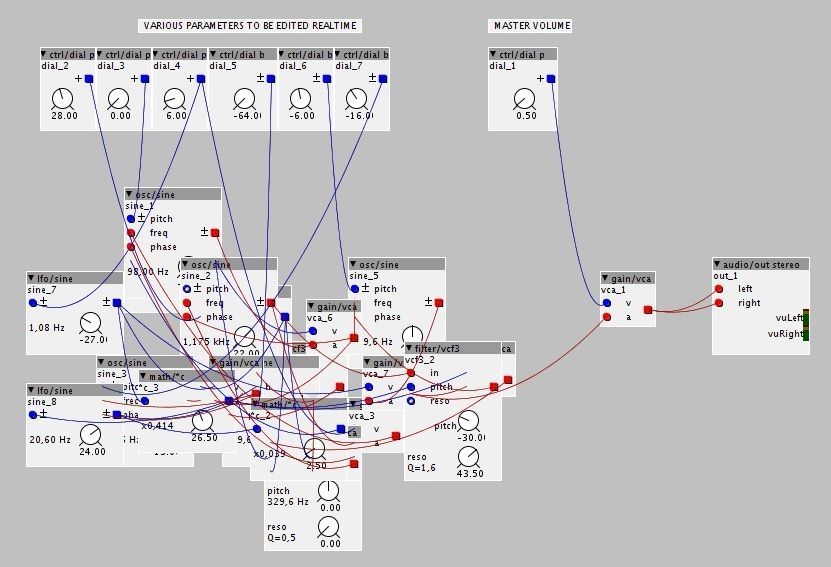 VARIOUS PARAMETERS TO BE EDITED REALTIME
MASTER VOLUME
ctrl/dial p
ctrl/dial p
ctrl/dial p
ctrl/dial b
ctrl/dial b
ctrl/dial b
ctrl/dial p
dial_2
dial_3
dial_4
dial_5
dial_6
dial_7
dial_1
28.00
0.00
6.00
-64.0
-6.00
-16.0
0.50
osc/sine
sine_1
pitch
freq
phase
98,00 Hz
lfo/sine
sine_7
1,08 Hz
-27.0
osc/sine
sine_2
pitch
freq
phase
1,175 kHz
22.00
osc/sine
sine_5
pitch
freq
phase
9,6 Hz
gain/vca
vca_6
v
a
gain/vca
vca_1
v
a
audio/out stereo
out_1
left
right
vuLeft
vuRight
filter/vcf3
vcf3_2
in
pitch
reso
pitch
-30.0
reso
Q=1,6
43.50
osc/sine
sine_3
math/*c
*c_3
x0,414
26.50
gain/vca
lfo/sine
sine_8
20,60 Hz
24.00
math/*c
*c_2
x0,039
2.50
gain/v
vca_7
v
a
vca_3
v
a
pitch
329,6 Hz
0.00
reso
Q=0,5
0.00